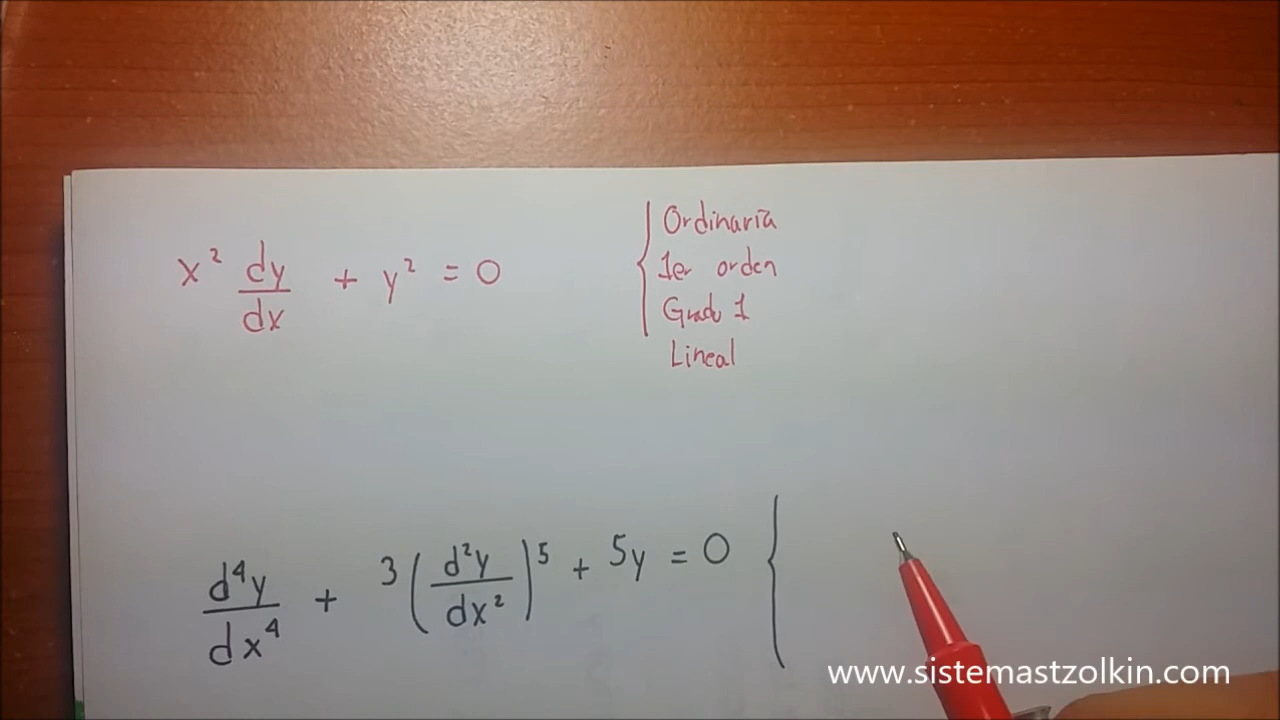 x² dy/dx + y² = 0
Ordinaria
1er orden
Grado 1
Lineal
d⁴y/dx⁴ + 3(d²y/dx²)⁵ + 5y = 0
www.sistemastzolkin.com